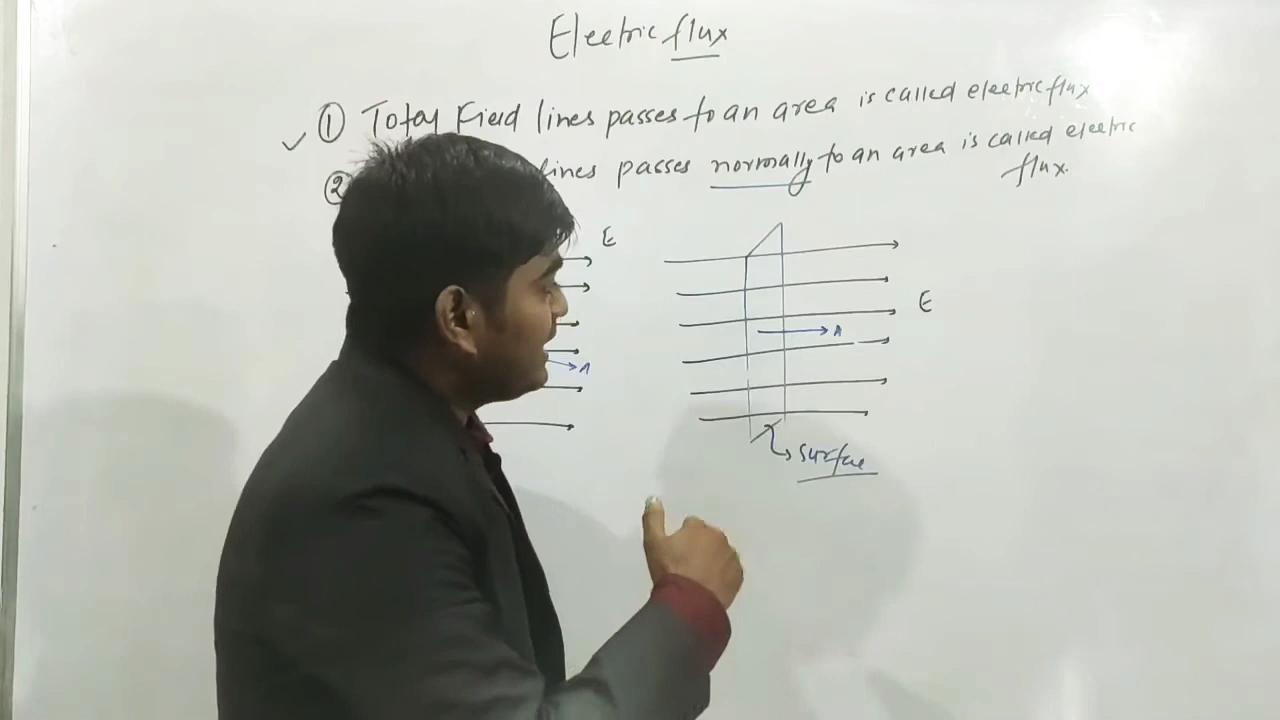 Electric flux
① Total Field lines passes to an area is called electric flux
② lines passes normally to an area is called electric
flux.
E
E
A
A
surface